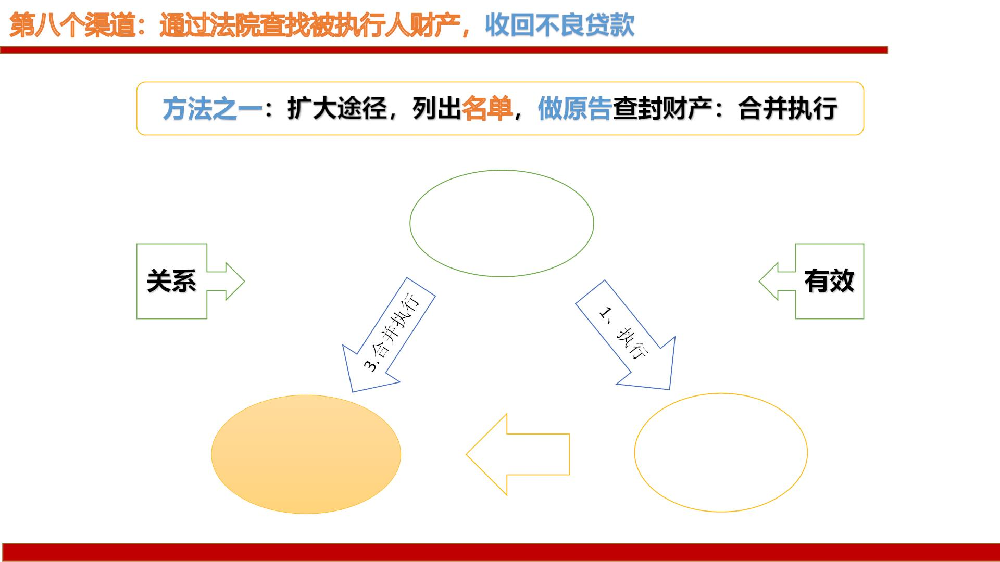 第八个渠道：通过法院查找被执行人财产，收回不良贷款
方法之一：扩大途径，列出名单，做原告查封财产：合并执行
关系
有效
3.合并执行
1、执行